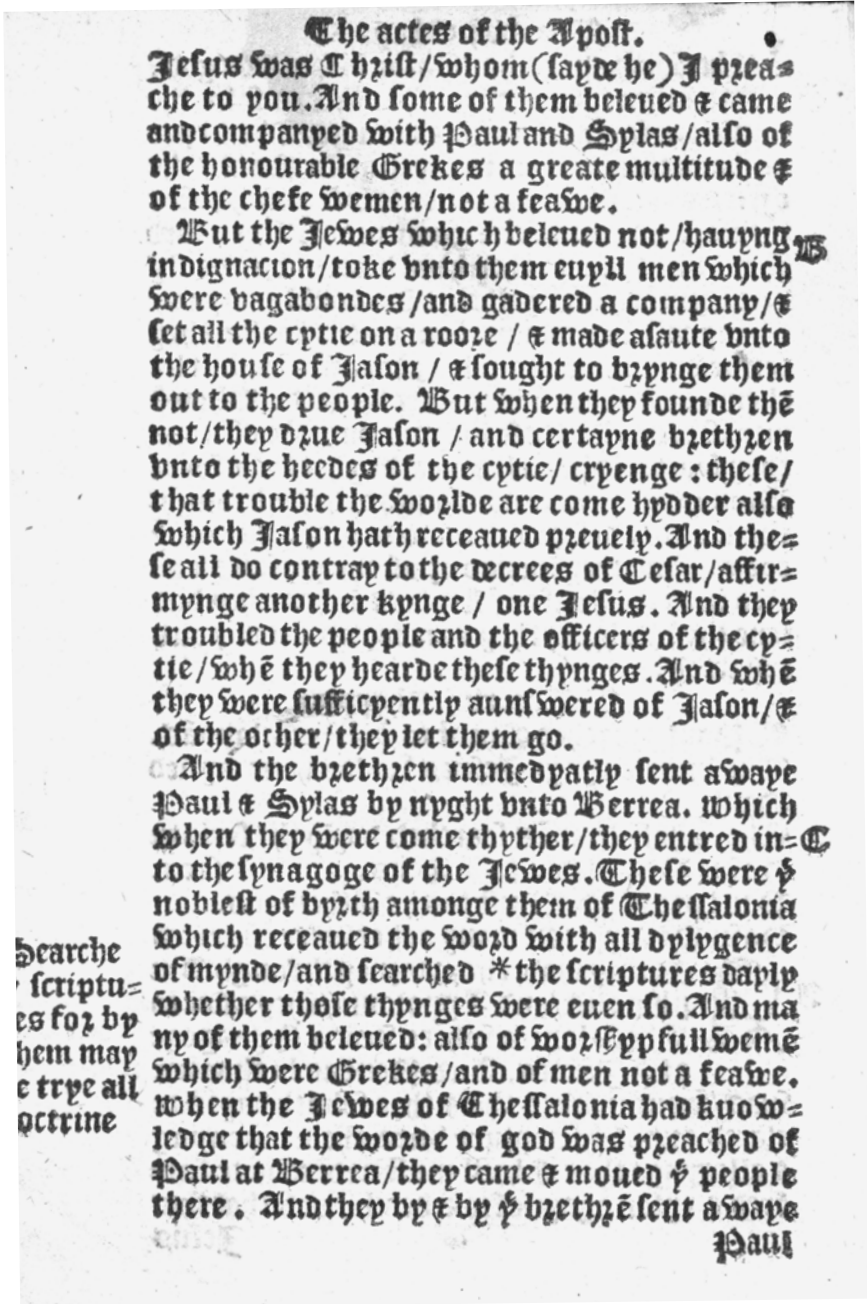 The actes of the Apost.
Jesus was Christ/whom(sayde he) J prea⸗
che to you.And some of them beleued & came
andcompanyed with Paul and Sylas/also of
the honourable Grekes a greate multitude &
of the chefe wemen/not a feawe.
But the Jewes which beleued not/hauyng
B
indignacion/toke vnto them euyll men which
were vagabondes/and gadered a company/&
set all the cytie on a roore / & made asaute vnto
the house of Jason / & sought to brynge them
out to the people. But when they founde thē
not/they drue Jason / and certayne brethren
vnto the heedes of the cytie/ cryenge : these/
that trouble the worlde are come hydder also
which Jason hath receaued preuely.And the⸗
se all do contray to the decrees of Cesar/affir⸗
mynge another kynge / one Jesus. And they
troubled the people and the officers of the cy⸗
tie/whē they hearde these thynges.And whē
they were sufficyently aunswered of Jason/&
of the other/they let them go.
And the brethren immedyatly sent awaye
Paul & Sylas by nyght vnto Berrea. which
when they were come thyther/they entred in⸗
C
to the synagoge of the Jewes.These were yͤ
noblest of byrth amonge them of Thessalonia
which receaued the word with all dylygence
of mynde/and searched *the scriptures dayly
whether those thynges were euen so.And ma
ny of them beleued: also of worshypfull wemē
which were Grekes/and of men not a feawe.
when the Jewes of Thessalonia had know⸗
ledge that the worde of god was preached of
Paul at Berrea/they came & moued yͤ people
there. And they by & by yͤ brethrē sent awaye
Paul
Searche
scriptu⸗
es for by
hem may
e trye all
octrine